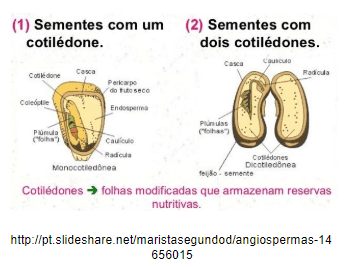 (1) Sementes com um
cotilédone.
(2) Sementes com
dois cotilédones.
Casca
Cotilédone
Pericarpo
do fruto seco
Coleóptile
Endosperma
Plúmula
("folhas")
Caulículo
Radícula
Monocotiledônea
Casca
Caulículo
Radícula
Plúmulas
("folhas")
Cotilédones
Dicotiledônea
feijão - semente
Cotilédones → folhas modificadas que armazenam reservas
nutritivas.
http://pt.slideshare.net/maristasegundod/angiospermas-14
656015